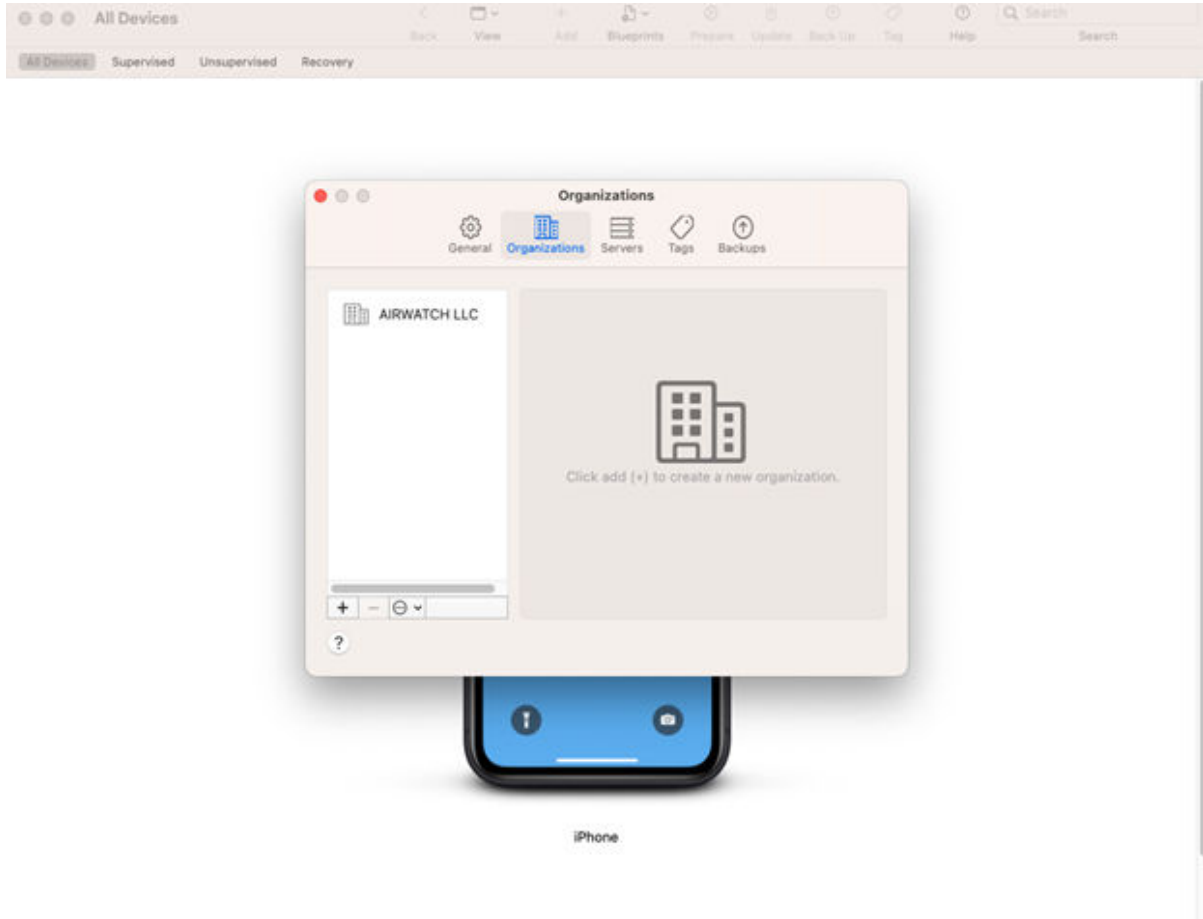 All Devices
Search
Back View Add Blueprints Prepare Update Back Up Tag Help Search
All Devices Supervised Unsupervised Recovery
Organizations
General Organizations Servers Tags Backups
AIRWATCH LLC
Click add (+) to create a new organization.
+ −
?
iPhone